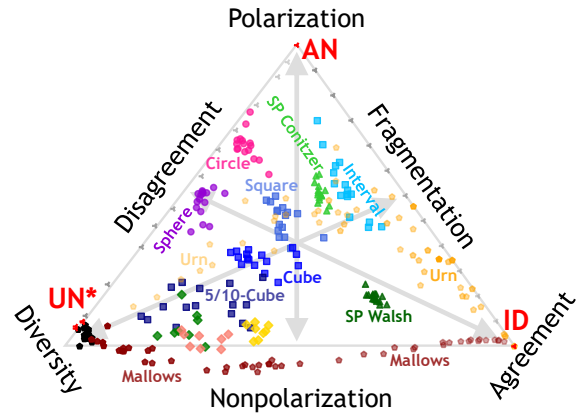 Polarization
AN
SP Conitzer
Fragmentation
Disagreement
Circle
Interval
Square
Sphere
Urn
Cube
Urn
UN*
5/10-Cube
SP Walsh
ID
Diversity
Mallows
Mallows
Agreement
Nonpolarization